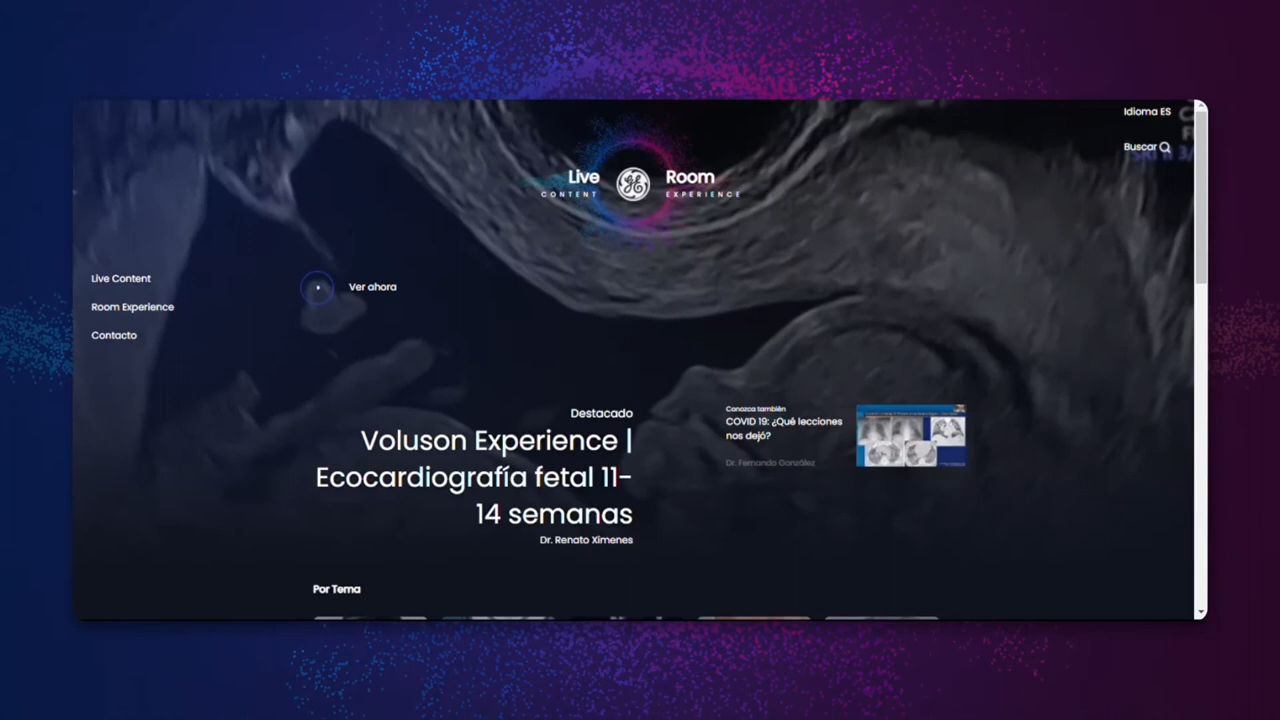 Idioma ES
Buscar
Live
CONTENT
Room
EXPERIENCE
Live Content
Room Experience
Contacto
Ver ahora
Destacado
Voluson Experience |
Ecocardiografía fetal 11-
14 semanas
Dr. Renato Ximenes
Conozca también
COVID 19: ¿Qué lecciones
nos dejó?
Dr. Fernando González
Por Tema